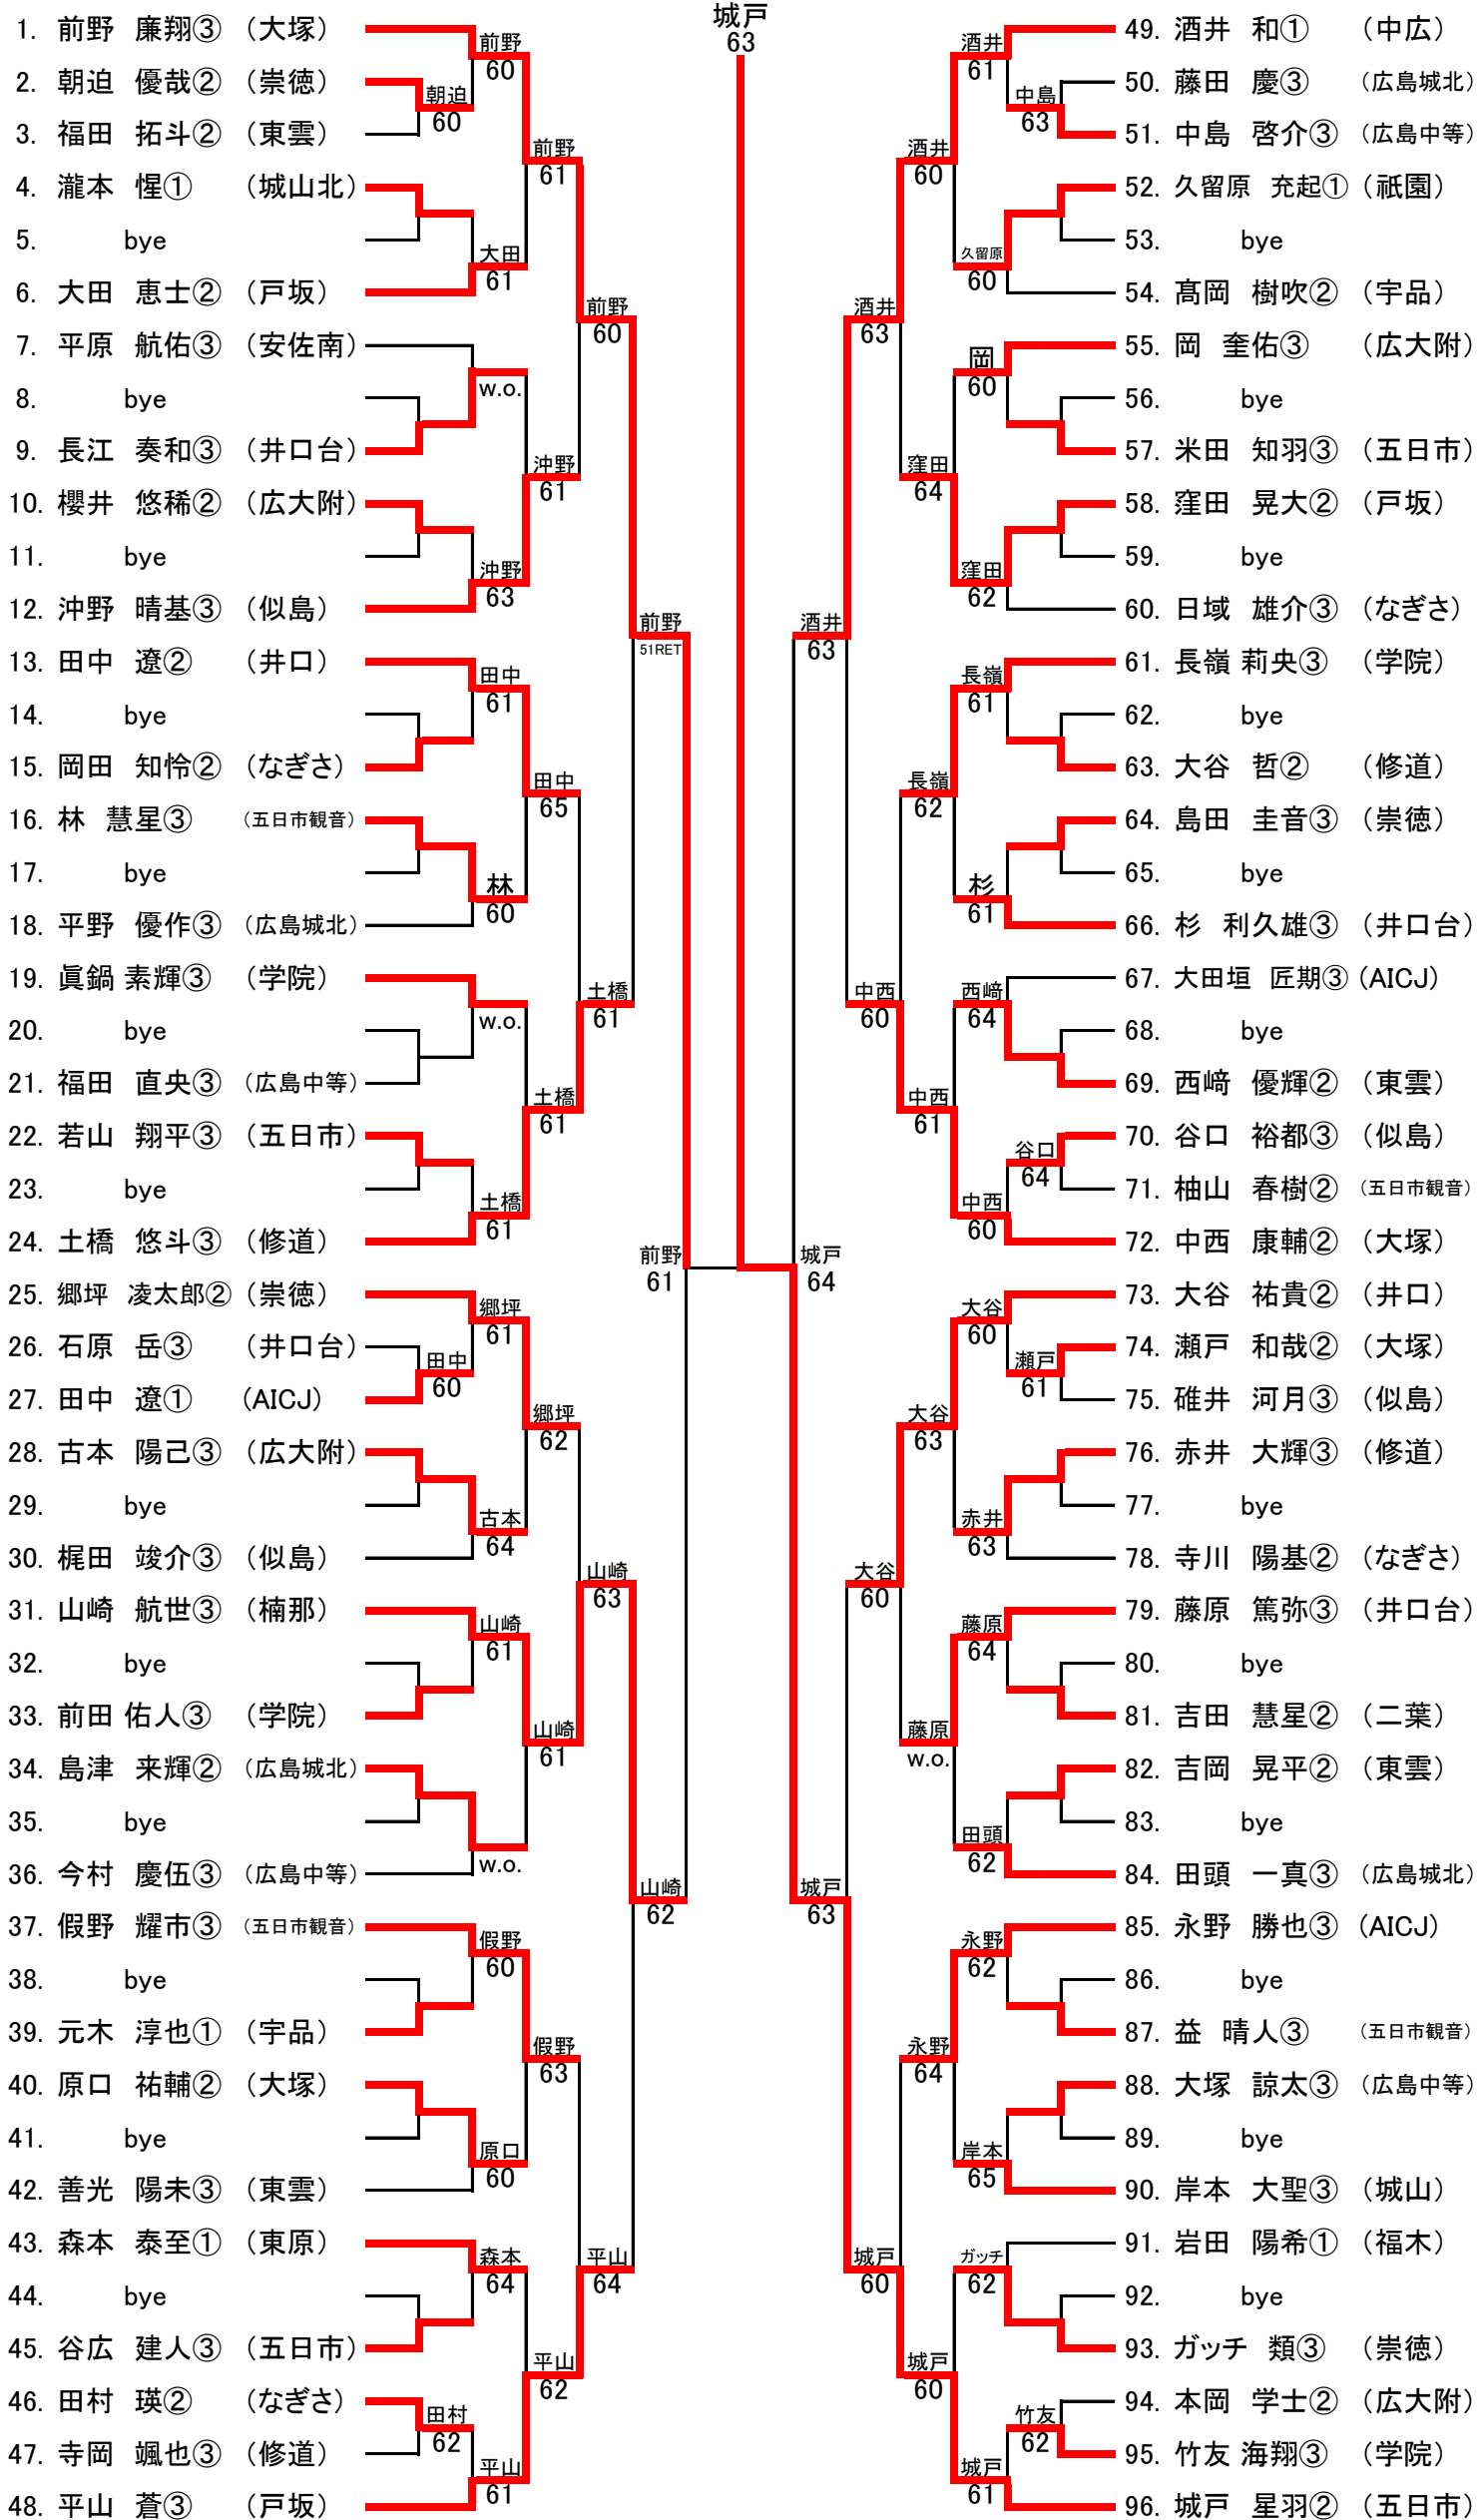 城戸
63
1. 前野 廉翔③ (大塚)
2. 朝迫 優哉② (崇徳)
3. 福田 拓斗② (東雲)
4. 瀧本 惺① (城山北)
5. bye
6. 大田 恵士② (戸坂)
7. 平原 航佑③ (安佐南)
8. bye
9. 長江 奏和③ (井口台)
10. 櫻井 悠稀② (広大附)
11. bye
12. 沖野 晴基③ (似島)
13. 田中 遼② (井口)
14. bye
15. 岡田 知怜② (なぎさ)
16. 林 慧星③ (五日市観音)
17. bye
18. 平野 優作③ (広島城北)
19. 眞鍋 素輝③ (学院)
20. bye
21. 福田 直央③ (広島中等)
22. 若山 翔平③ (五日市)
23. bye
24. 土橋 悠斗③ (修道)
25. 郷坪 凌太郎② (崇徳)
26. 石原 岳③ (井口台)
27. 田中 遼① (AICJ)
28. 古本 陽己③ (広大附)
29. bye
30. 梶田 竣介③ (似島)
31. 山崎 航世③ (楠那)
32. bye
33. 前田 佑人③ (学院)
34. 島津 来輝② (広島城北)
35. bye
36. 今村 慶伍③ (広島中等)
37. 假野 耀市③ (五日市観音)
38. bye
39. 元木 淳也① (宇品)
40. 原口 祐輔② (大塚)
41. bye
42. 善光 陽未③ (東雲)
43. 森本 泰至① (東原)
44. bye
45. 谷広 建人③ (五日市)
46. 田村 瑛② (なぎさ)
47. 寺岡 颯也③ (修道)
48. 平山 蒼③ (戸坂)
朝迫
60
田中
60
田村
62
前野
60
大田
61
w.o.
沖野
63
田中
61
林
60
w.o.
土橋
61
郷坪
61
古本
64
山崎
61
w.o.
假野
60
原口
60
森本
64
平山
61
前野
61
沖野
61
田中
65
土橋
61
郷坪
62
山崎
61
假野
63
平山
62
前野
60
土橋
61
山崎
63
平山
64
前野
51RET
山崎
62
前野
61
城戸
64
酒井
63
城戸
63
酒井
63
中西
60
大谷
60
城戸
60
酒井
60
窪田
64
長嶺
62
中西
61
大谷
63
藤原
w.o.
永野
64
城戸
60
酒井
61
久留原
60
岡
60
窪田
62
長嶺
61
杉
61
西﨑
64
中西
60
大谷
60
赤井
63
藤原
64
田頭
62
永野
62
岸本
65
ガッチ
62
城戸
61
中島
63
谷口
64
瀬戸
61
竹友
62
49. 酒井 和① (中広)
50. 藤田 慶③ (広島城北)
51. 中島 啓介③ (広島中等)
52. 久留原 充起① (祇園)
53. bye
54. 髙岡 樹吹② (宇品)
55. 岡 奎佑③ (広大附)
56. bye
57. 米田 知羽③ (五日市)
58. 窪田 晃大② (戸坂)
59. bye
60. 日域 雄介③ (なぎさ)
61. 長嶺 莉央③ (学院)
62. bye
63. 大谷 哲② (修道)
64. 島田 圭音③ (崇徳)
65. bye
66. 杉 利久雄③ (井口台)
67. 大田垣 匠期③ (AICJ)
68. bye
69. 西﨑 優輝② (東雲)
70. 谷口 裕都③ (似島)
71. 柚山 春樹② (五日市観音)
72. 中西 康輔② (大塚)
73. 大谷 祐貴② (井口)
74. 瀬戸 和哉② (大塚)
75. 碓井 河月③ (似島)
76. 赤井 大輝③ (修道)
77. bye
78. 寺川 陽基② (なぎさ)
79. 藤原 篤弥③ (井口台)
80. bye
81. 吉田 慧星② (二葉)
82. 吉岡 晃平② (東雲)
83. bye
84. 田頭 一真③ (広島城北)
85. 永野 勝也③ (AICJ)
86. bye
87. 益 晴人③ (五日市観音)
88. 大塚 諒太③ (広島中等)
89. bye
90. 岸本 大聖③ (城山)
91. 岩田 陽希① (福木)
92. bye
93. ガッチ 類③ (崇徳)
94. 本岡 学士② (広大附)
95. 竹友 海翔③ (学院)
96. 城戸 星羽② (五日市)